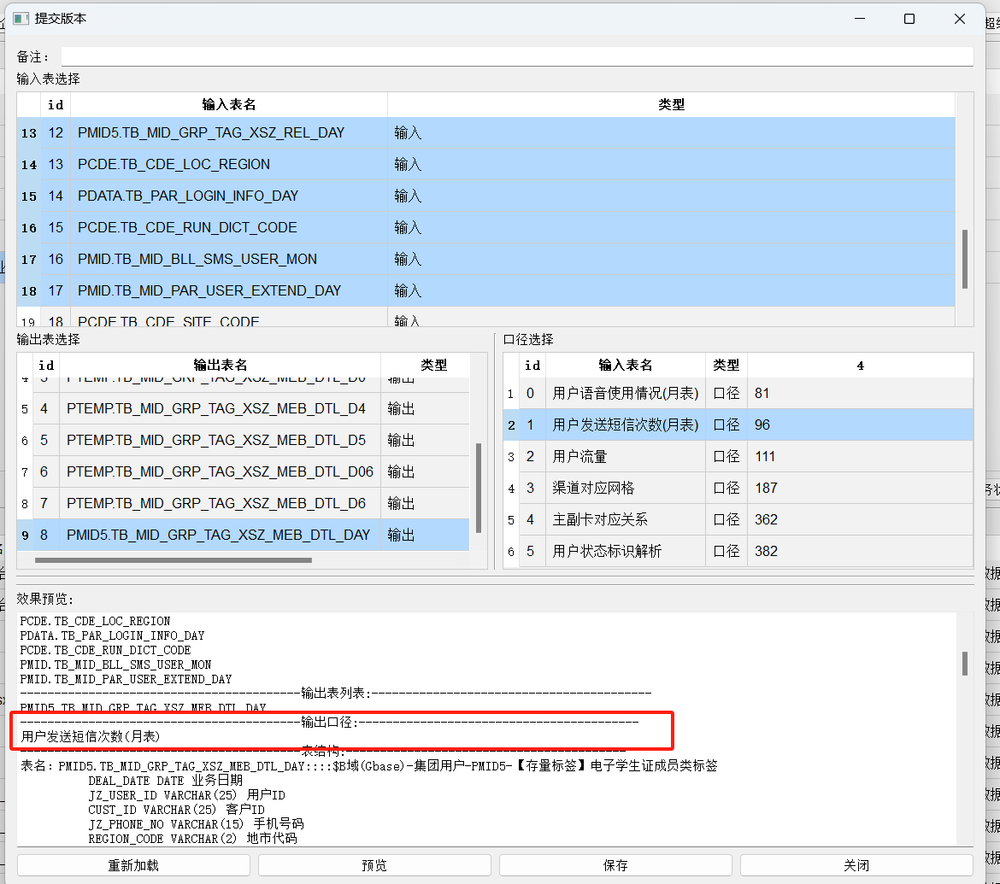 提交版本
备注：
输入表选择
id 输入表名 类型
13 12 PMID5.TB_MID_GRP_TAG_XSZ_REL_DAY 输入
14 13 PCDE.TB_CDE_LOC_REGION 输入
15 14 PDATA.TB_PAR_LOGIN_INFO_DAY 输入
16 15 PCDE.TB_CDE_RUN_DICT_CODE 输入
17 16 PMID.TB_MID_BLL_SMS_USER_MON 输入
18 17 PMID.TB_MID_PAR_USER_EXTEND_DAY 输入
19 18 PCDE.TB_CDE_SITE_CODE 输入
输出表选择
id 输出表名 类型
5 4 PTEMP.TB_MID_GRP_TAG_XSZ_MEB_DTL_D4 输出
6 5 PTEMP.TB_MID_GRP_TAG_XSZ_MEB_DTL_D5 输出
7 6 PTEMP.TB_MID_GRP_TAG_XSZ_MEB_DTL_D06 输出
8 7 PTEMP.TB_MID_GRP_TAG_XSZ_MEB_DTL_D6 输出
9 8 PMID5.TB_MID_GRP_TAG_XSZ_MEB_DTL_DAY 输出
口径选择
id 输入表名 类型 4
1 0 用户语音使用情况(月表) 口径 81
2 1 用户发送短信次数(月表) 口径 96
3 2 用户流量 口径 111
4 3 渠道对应网格 口径 187
5 4 主副卡对应关系 口径 362
6 5 用户状态标识解析 口径 382
效果预览：
PCDE.TB_CDE_LOC_REGION
PDATA.TB_PAR_LOGIN_INFO_DAY
PCDE.TB_CDE_RUN_DICT_CODE
PMID.TB_MID_BLL_SMS_USER_MON
PMID.TB_MID_PAR_USER_EXTEND_DAY
-----------------------------------------输出表列表:-----------------------------------------
PMID5.TB_MID_GRP_TAG_XSZ_MEB_DTL_DAY
-----------------------------------------输出口径:-----------------------------------------
用户发送短信次数(月表)
-----------------------------------------表结构:-----------------------------------------
表名: PMID5.TB_MID_GRP_TAG_XSZ_MEB_DTL_DAY::::$B域(Gbase)-集团用户-PMID5-【存量标签】电子学生证成员类标签
DEAL_DATE DATE 业务日期
JZ_USER_ID VARCHAR(25) 用户ID
CUST_ID VARCHAR(25) 客户ID
JZ_PHONE_NO VARCHAR(15) 手机号码
REGION_CODE VARCHAR(2) 地市代码
重新加载 预览 保存 关闭